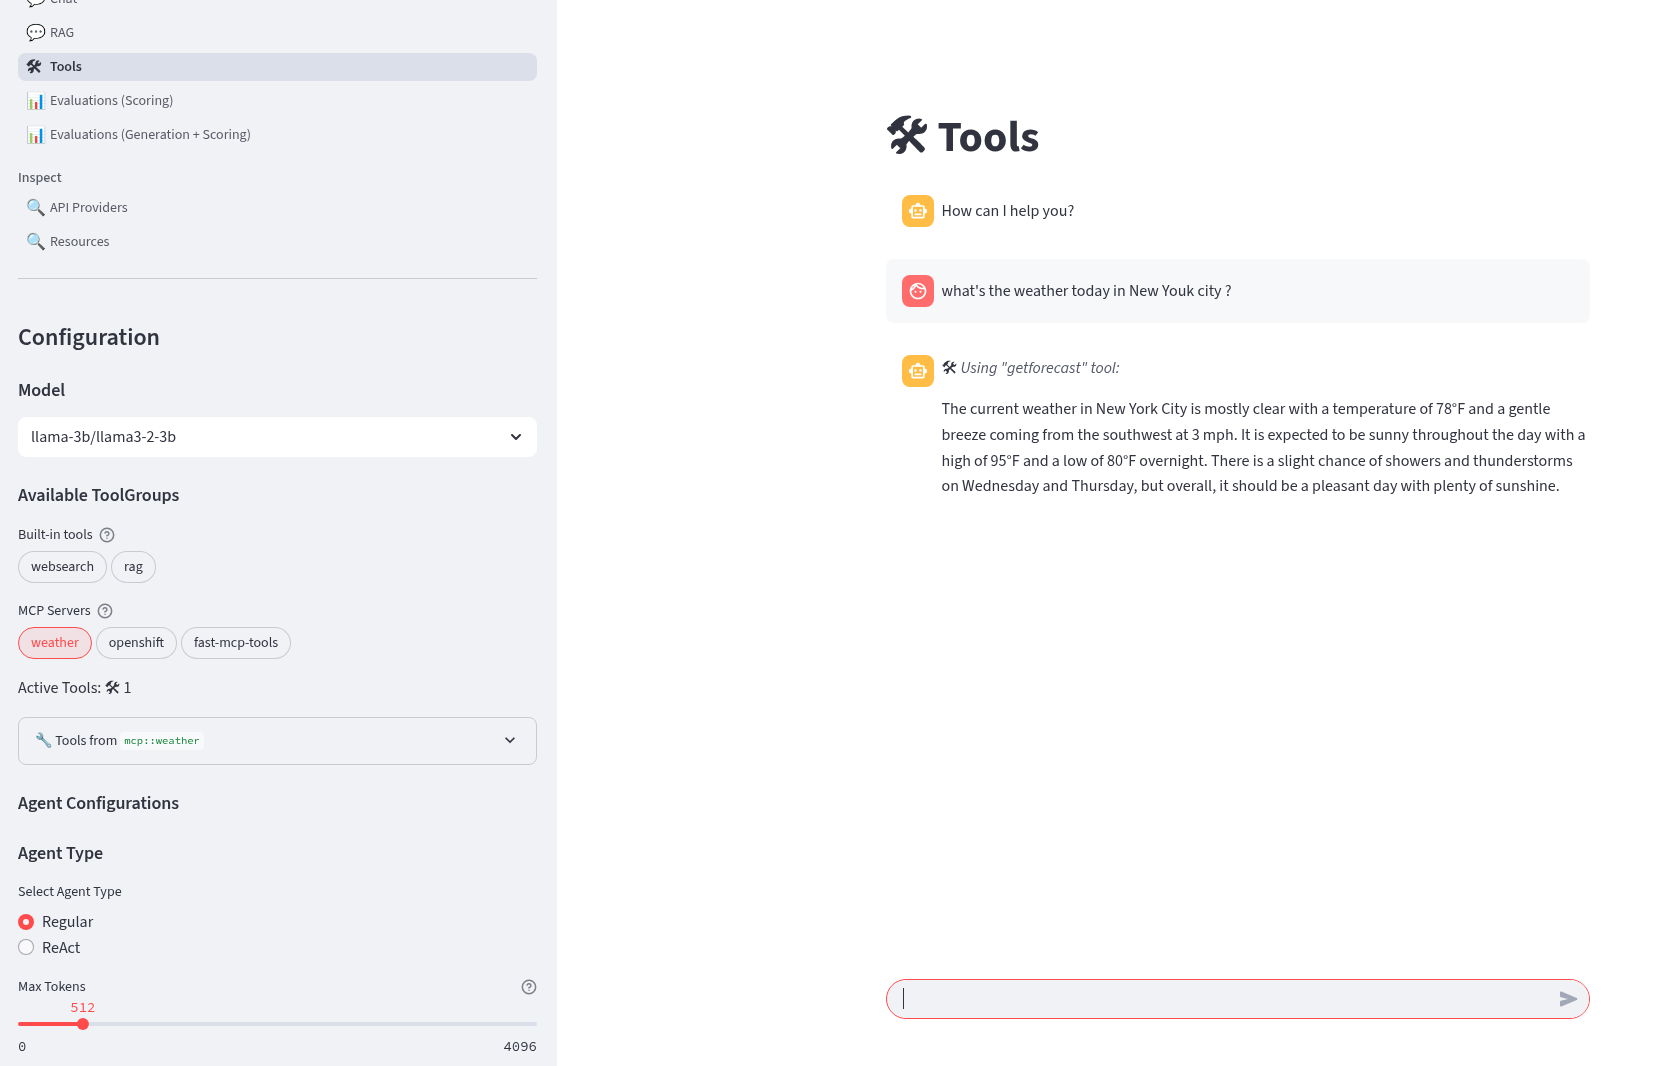 Chat
RAG
Tools
Evaluations (Scoring)
Evaluations (Generation + Scoring)
Inspect
API Providers
Resources
Configuration
Model
llama-3b/llama3-2-3b
Available ToolGroups
Built-in tools
websearch
rag
MCP Servers
weather
openshift
fast-mcp-tools
Active Tools: 🛠 1
Tools from mcp::weather
Agent Configurations
Agent Type
Select Agent Type
Regular
ReAct
Max Tokens
512
0
4096
Tools
How can I help you?
what's the weather today in New Youk city ?
🛠 Using "getforecast" tool:
The current weather in New York City is mostly clear with a temperature of 78°F and a gentle
breeze coming from the southwest at 3 mph. It is expected to be sunny throughout the day with a
high of 95°F and a low of 80°F overnight. There is a slight chance of showers and thunderstorms
on Wednesday and Thursday, but overall, it should be a pleasant day with plenty of sunshine.